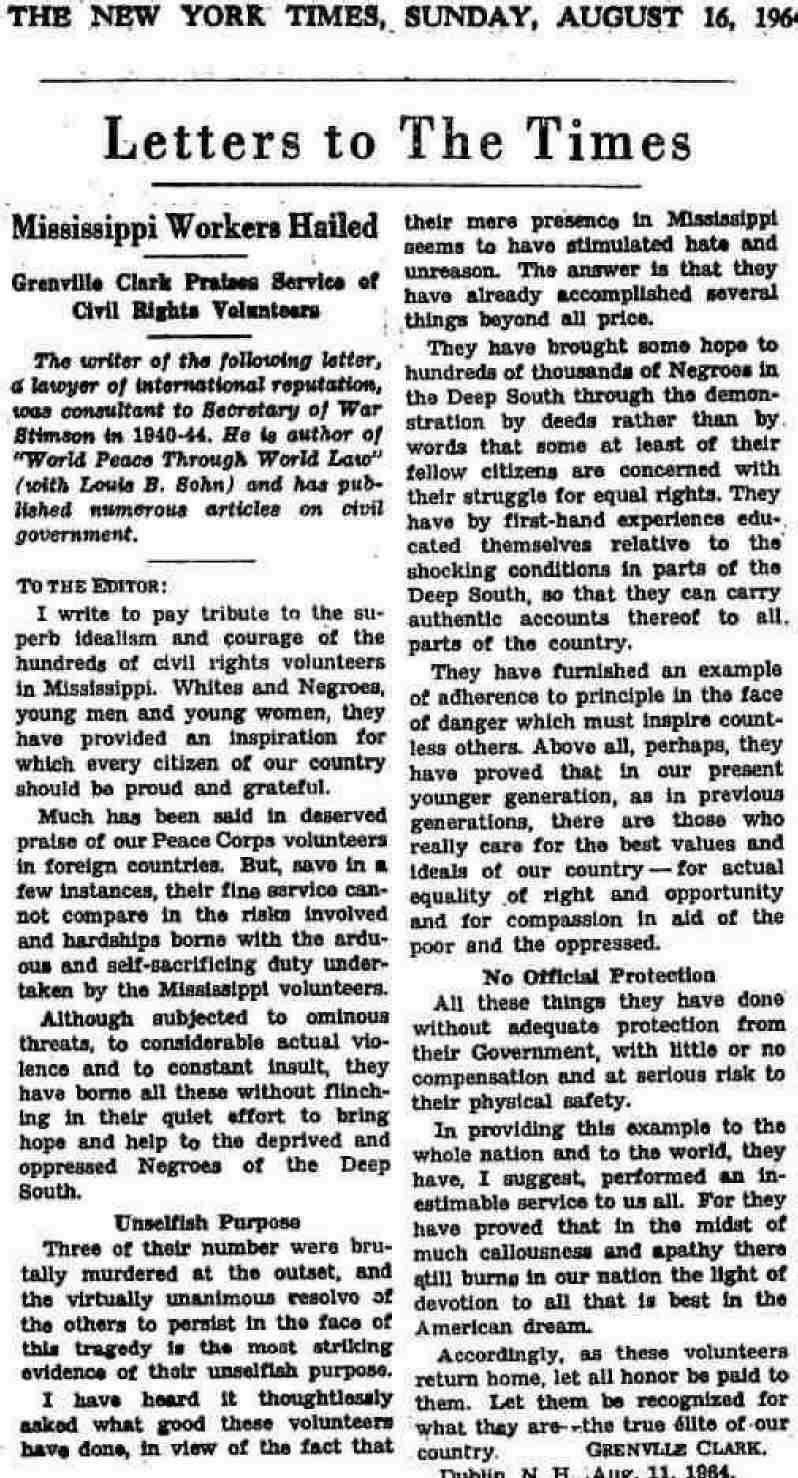 THE NEW YORK TIMES, SUNDAY, AUGUST 16, 196
Letters to The Times
Mississippi Workers Hailed
Grenville Clark Praises Service of
Civil Rights Volunteers
The writer of the following letter,
a lawyer of international reputation,
was consultant to Secretary of War
Stimson in 1940-44. He is author of
"World Peace Through World Law"
(with Louis B. Sohn) and has pub-
lished numerous articles on civil
government.
TO THE EDITOR:
I write to pay tribute to the su-
perb idealism and courage of the
hundreds of civil rights volunteers
in Mississippi. Whites and Negroes,
young men and young women, they
have provided an inspiration for
which every citizen of our country
should be proud and grateful.
Much has been said in deserved
praise of our Peace Corps volunteers
in foreign countries. But, save in a
few instances, their fine service can-
not compare in the risks involved
and hardships borne with the ardu-
ous and self-sacrificing duty under-
taken by the Mississippi volunteers.
Although subjected to ominous
threats, to considerable actual vio-
lence and to constant insult, they
have borne all these without flinch-
ing in their quiet effort to bring
hope and help to the deprived and
oppressed Negroes of the Deep
South.
Unselfish Purpose
Three of their number were bru-
tally murdered at the outset, and
the virtually unanimous resolve of
the others to persist in the face of
this tragedy is the most striking
evidence of their unselfish purpose.
I have heard it thoughtlessly
asked what good these volunteers
have done, in view of the fact that
their mere presence in Mississippi
seems to have stimulated hate and
unreason. The answer is that they
have already accomplished several
things beyond all price.
They have brought some hope to
hundreds of thousands of Negroes in
the Deep South through the demon-
stration by deeds rather than by
words that some at least of their
fellow citizens are concerned with
their struggle for equal rights. They
have by first-hand experience edu-
cated themselves relative to the
shocking conditions in parts of the
Deep South, so that they can carry
authentic accounts thereof to all
parts of the country.
They have furnished an example
of adherence to principle in the face
of danger which must inspire count-
less others. Above all, perhaps, they
have proved that in our present
younger generation, as in previous
generations, there are those who
really care for the best values and
ideals of our country — for actual
equality of right and opportunity
and for compassion in aid of the
poor and the oppressed.
No Official Protection
All these things they have done
without adequate protection from
their Government, with little or no
compensation and at serious risk to
their physical safety.
In providing this example to the
whole nation and to the world, they
have, I suggest, performed an in-
estimable service to us all. For they
have proved that in the midst of
much callousness and apathy there
still burns in our nation the light of
devotion to all that is best in the
American dream.
Accordingly, as these volunteers
return home, let all honor be paid to
them. Let them be recognized for
what they are--the true élite of our
country. GRENVLLE CLARK.
Dublin, N. H., Aug. 11, 1964.